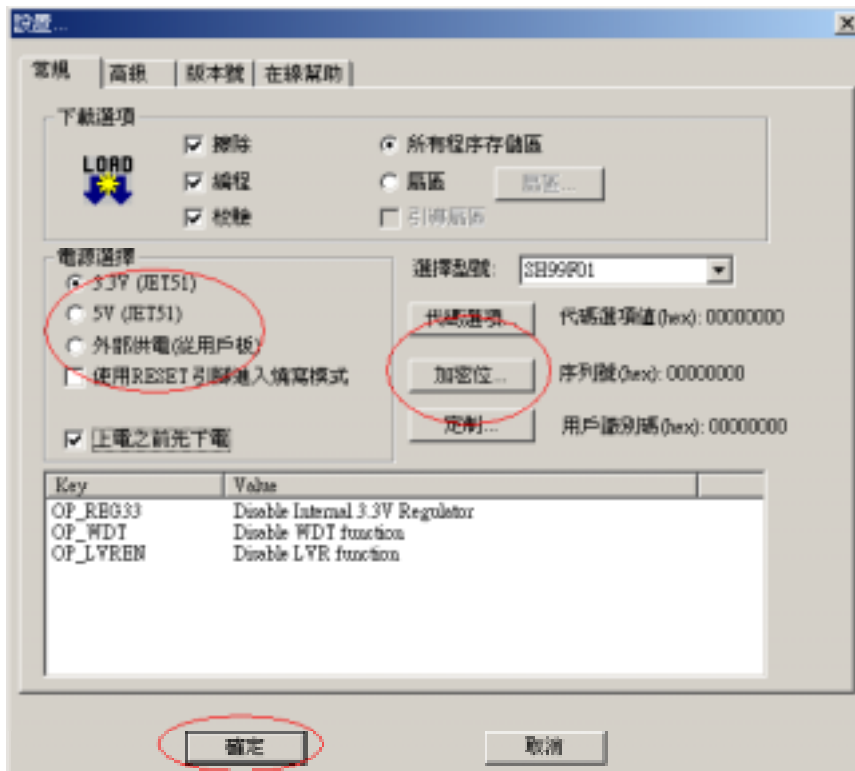 設置...
常規 高級 版本號 在線幫助
下載選項
LOAD
擦除 所有程序存儲區
編程 扇區 扇區...
校驗 引導扇區
電源選擇
3.3V (JET51) 選擇型號: SH99F01
5V (JET51) 代碼選項... 代碼選項值(hex): 00000000
外部供電(從用戶板)
使用RESET引腳進入燒寫模式 加密位... 序列號(hex): 00000000
上電之前先下電 定制... 用戶識別碼(hex): 00000000
Key Value
OP_REG33 Disable Internal 3.3V Regulator
OP_WDT Disable WDT function
OP_LVREN Disable LVR function
確定 取消